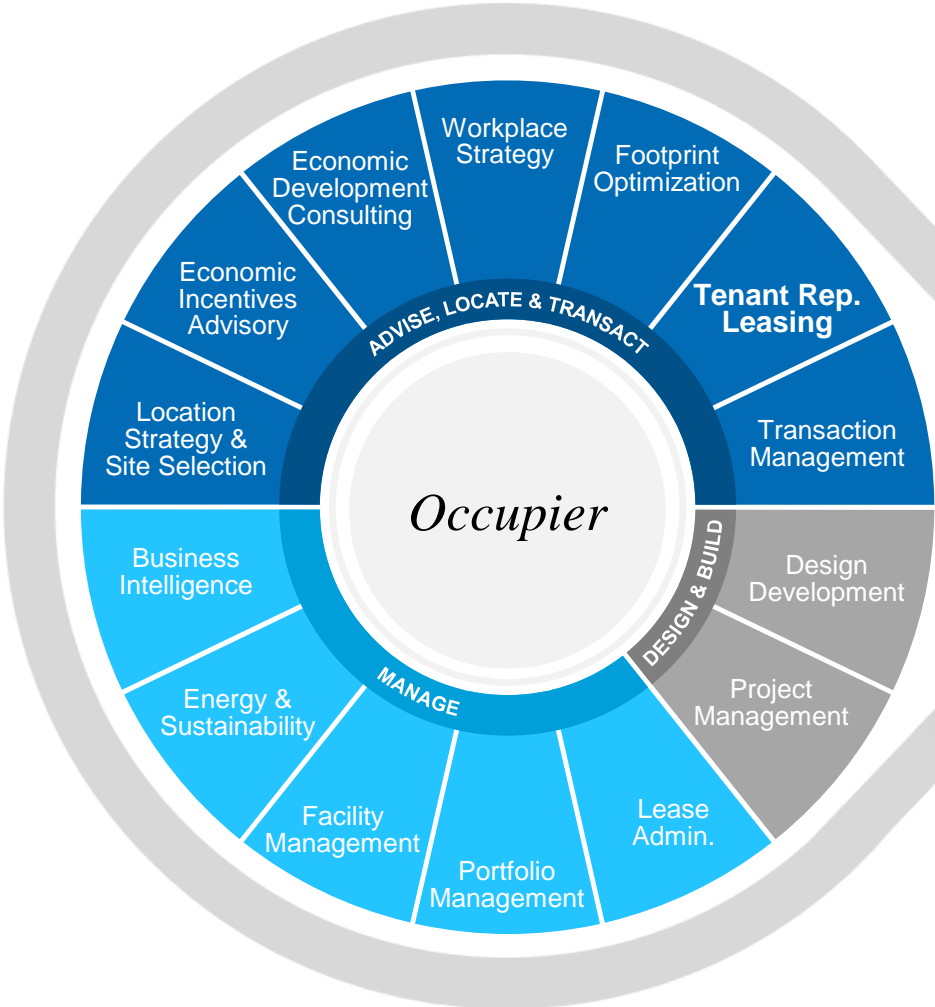 Workplace
Strategy
Footprint
Optimization
Tenant Rep.
Leasing
Transaction
Management
Design
Development
Project
Management
Lease
Admin.
Portfolio
Management
Facility
Management
Energy &
Sustainability
Business
Intelligence
Location
Strategy &
Site Selection
Economic
Incentives
Advisory
Economic
Development
Consulting
ADVISE, LOCATE & TRANSACT
DESIGN & BUILD
MANAGE
Occupier